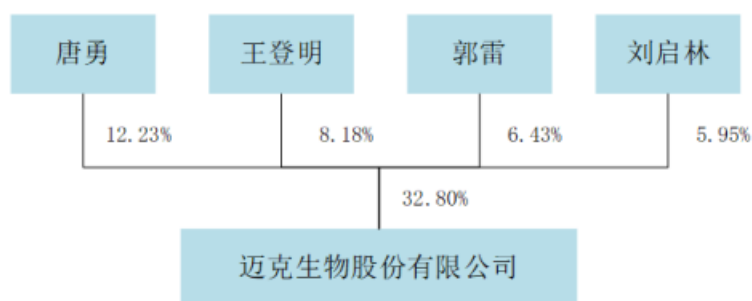 唐勇
王登明
郭雷
刘启林
12.23%
8.18%
6.43%
5.95%
32.80%
迈克生物股份有限公司